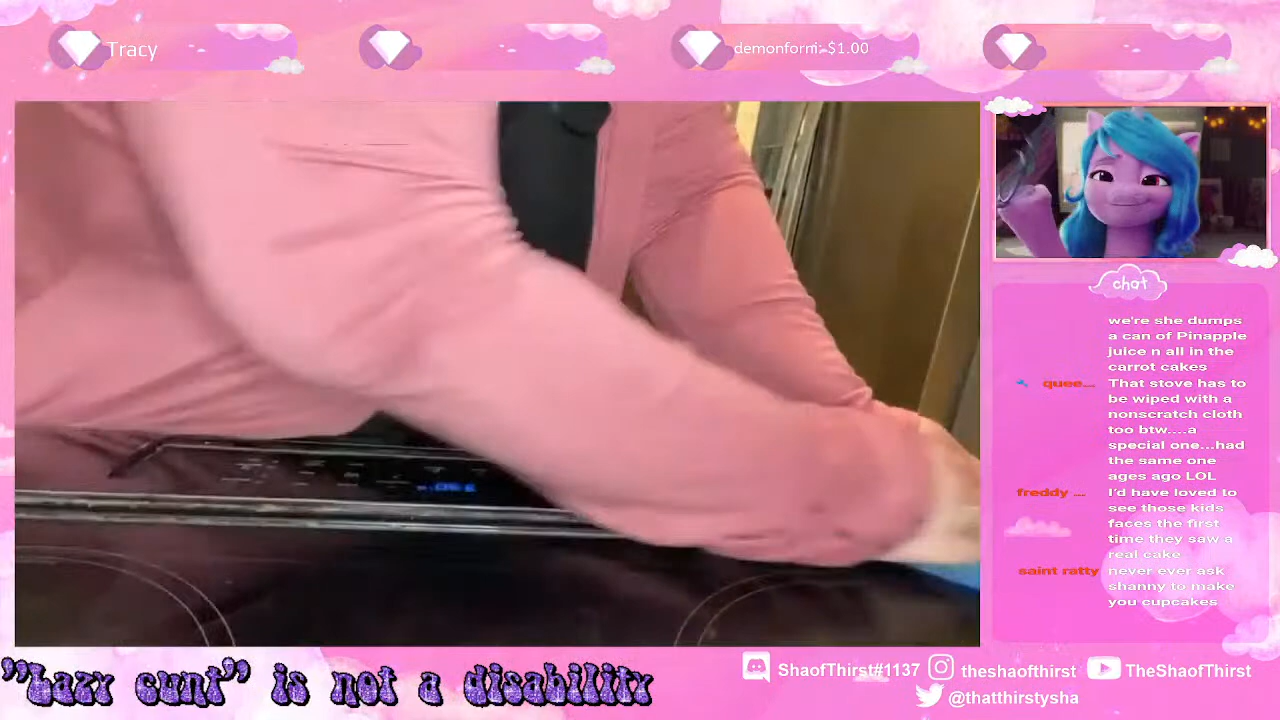 Tracy
demonform: $1.00
chat
we're she dumps
a can of Pinapple
juice n all in the
carrot cakes
quee.... That stove has to
be wiped with a
nonscratch cloth
too btw....a
special one...had
the same one
ages ago LOL
freddy .... I'd have loved to
see those kids
faces the first
time they saw a
real cake
saint ratty never ever ask
shanny to make
you cupcakes
"Lazy cunt" is not a disability
ShaofThirst#1137 theshaofthirst TheShaofThirst
@thatthirstysha